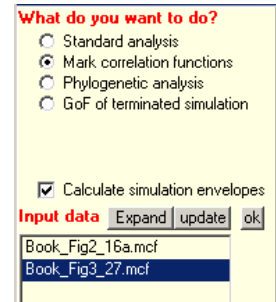 What do you want to do?
Standard analysis
Mark correlation functions
Phylogenetic analysis
GoF of terminated simulation
Calculate simulation envelopes
Input data Expand update ok
Book_Fig2_16a.mcf
Book_Fig3_27.mcf